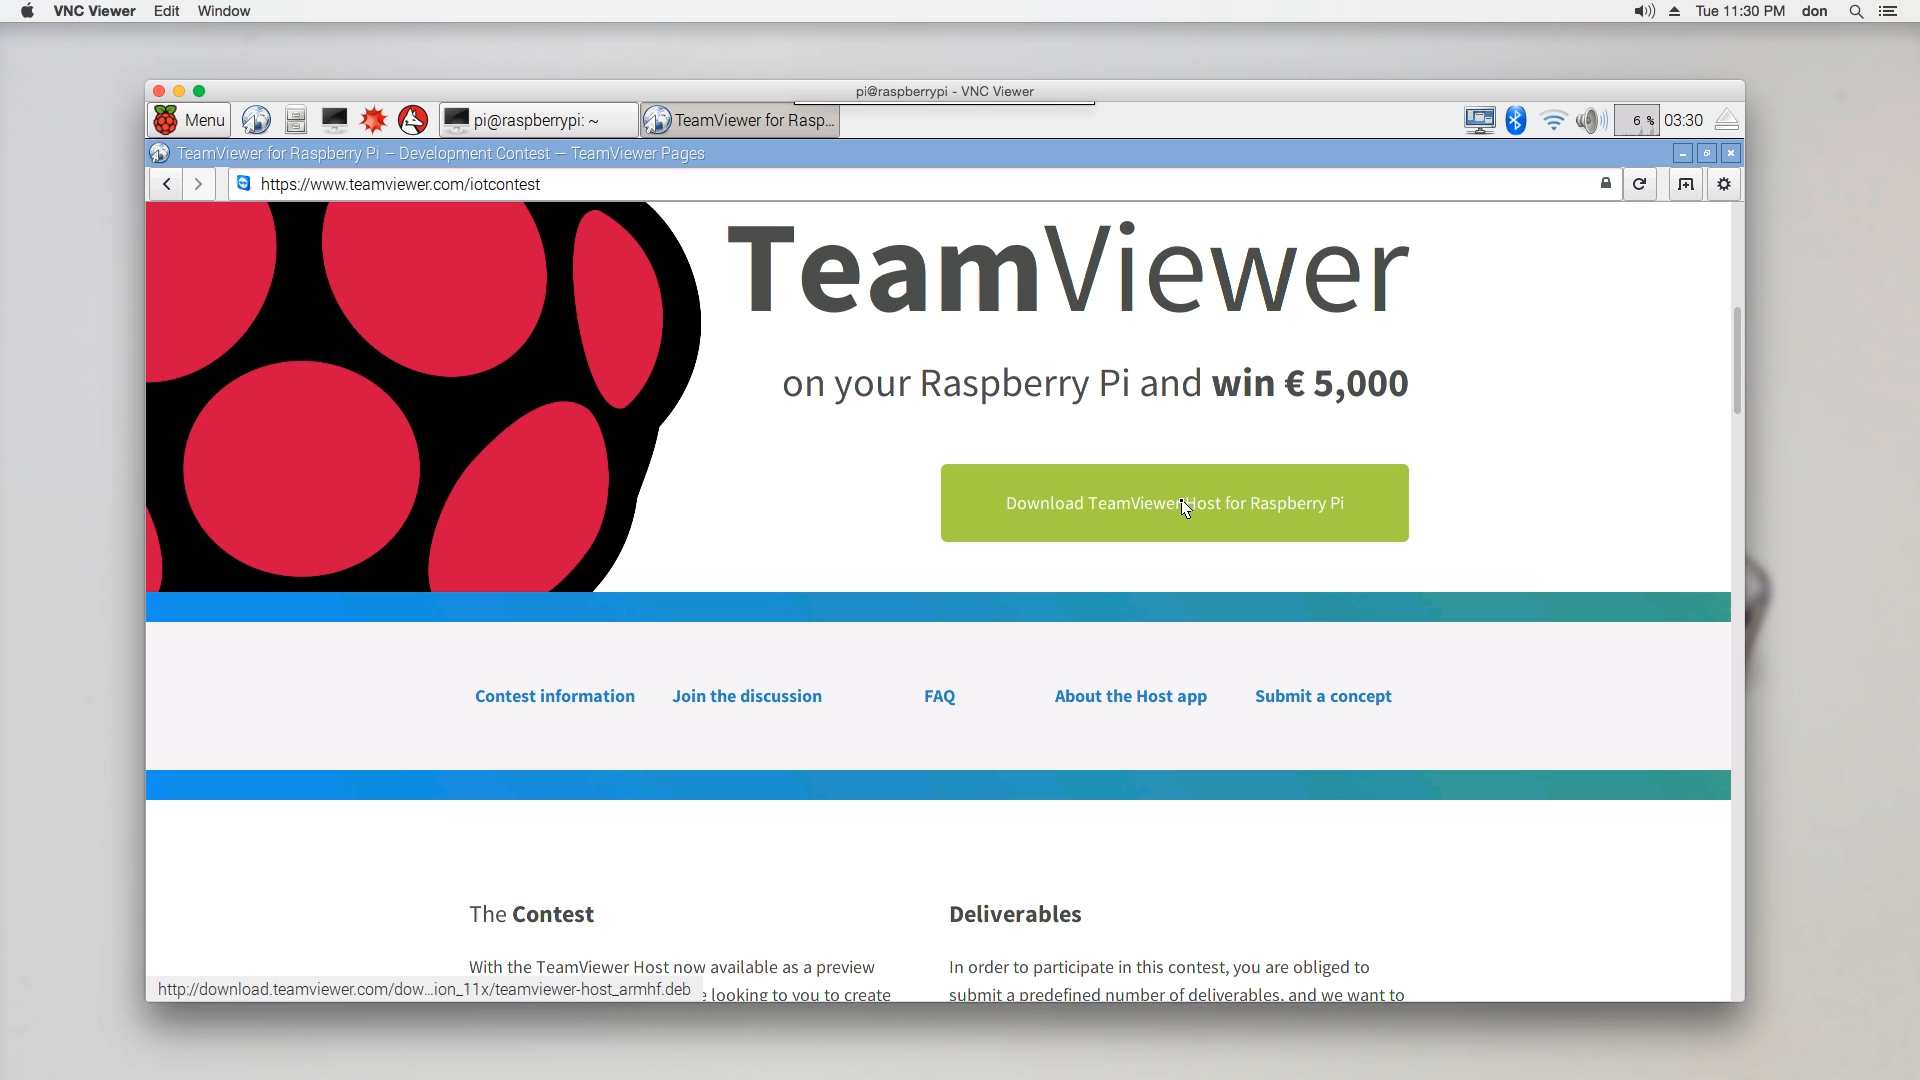 VNC Viewer Edit Window Tue 11:30 PM don
pi@raspberrypi - VNC Viewer
Menu pi@raspberrypi: ~ TeamViewer for Rasp... 6 % 03:30
TeamViewer for Raspberry Pi – Development Contest — TeamViewer Pages
https://www.teamviewer.com/iotcontest
TeamViewer
on your Raspberry Pi and win € 5,000
Download TeamViewer Host for Raspberry Pi
Contest information Join the discussion FAQ About the Host app Submit a concept
The Contest
With the TeamViewer Host now available as a preview
looking to you to create
Deliverables
In order to participate in this contest, you are obliged to
submit a predefined number of deliverables, and we want to
http://download.teamviewer.com/dow...ion_11x/teamviewer-host_armhf.deb